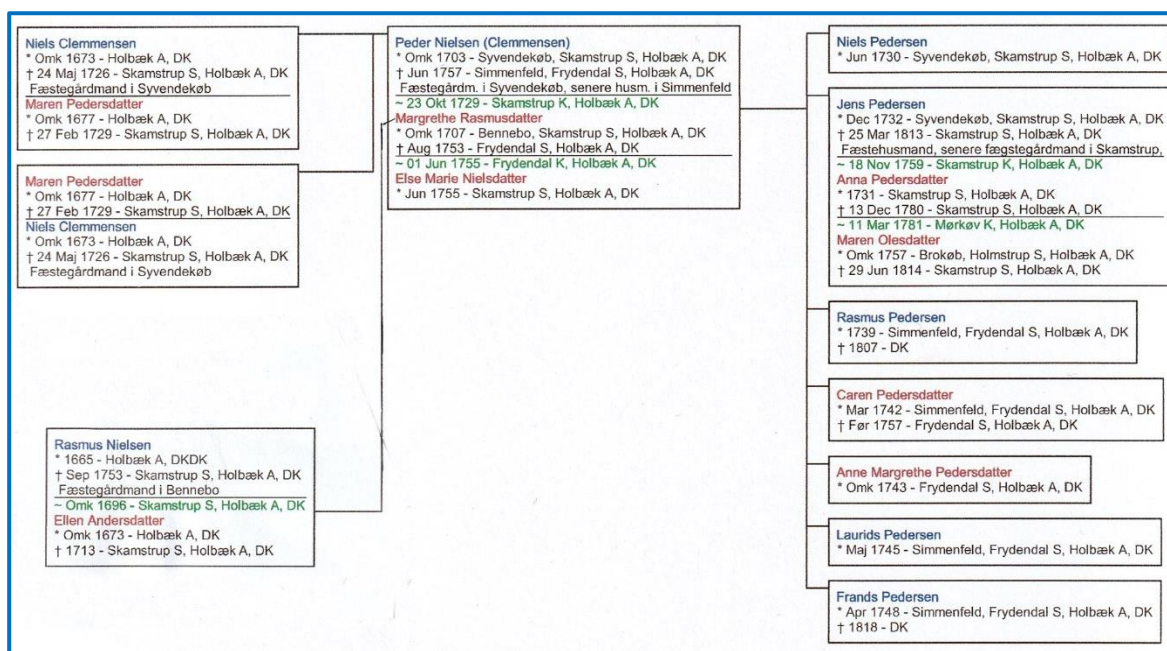 Niels Clemmensen
* Omk 1673 - Holbæk A, DK
† 24 Maj 1726 - Skamstrup S, Holbæk A, DK
Fæstegårdmand i Syvendekøb
Maren Pedersdatter
* Omk 1677 - Holbæk A, DK
† 27 Feb 1729 - Skamstrup S, Holbæk A, DK
Maren Pedersdatter
* Omk 1677 - Holbæk A, DK
† 27 Feb 1729 - Skamstrup S, Holbæk A, DK
Niels Clemmensen
* Omk 1673 - Holbæk A, DK
† 24 Maj 1726 - Skamstrup S, Holbæk A, DK
Fæstegårdmand i Syvendekøb
Rasmus Nielsen
* 1665 - Holbæk A, DKDK
† Sep 1753 - Skamstrup S, Holbæk A, DK
Fæstegårdmand i Bennebo
~ Omk 1696 - Skamstrup S, Holbæk A, DK
Ellen Andersdatter
* Omk 1673 - Holbæk A, DK
† 1713 - Skamstrup S, Holbæk A, DK
Peder Nielsen (Clemmensen)
* Omk 1703 - Syvendekøb, Skamstrup S, Holbæk A, DK
† Jun 1757 - Simmenfeld, Frydendal S, Holbæk A, DK
Fæstegårdm. i Syvendekøb, senere husm. i Simmenfeld
~ 23 Okt 1729 - Skamstrup K, Holbæk A, DK
Margrethe Rasmusdatter
* Omk 1707 - Bennebo, Skamstrup S, Holbæk A, DK
† Aug 1753 - Frydendal S, Holbæk A, DK
~ 01 Jun 1755 - Frydendal K, Holbæk A, DK
Else Marie Nielsdatter
* Jun 1755 - Skamstrup S, Holbæk A, DK
Niels Pedersen
* Jun 1730 - Syvendekøb, Skamstrup S, Holbæk A, DK
Jens Pedersen
* Dec 1732 - Syvendekøb, Skamstrup S, Holbæk A, DK
† 25 Mar 1813 - Skamstrup S, Holbæk A, DK
Fæstehusmand, senere fægstegårdmand i Skamstrup,
~ 18 Nov 1759 - Skamstrup K, Holbæk A, DK
Anna Pedersdatter
* 1731 - Skamstrup S, Holbæk A, DK
† 13 Dec 1780 - Skamstrup S, Holbæk A, DK
~ 11 Mar 1781 - Mørkøv K, Holbæk A, DK
Maren Olesdatter
* Omk 1757 - Brokøb, Holmstrup S, Holbæk A, DK
† 29 Jun 1814 - Skamstrup S, Holbæk A, DK
Rasmus Pedersen
* 1739 - Simmenfeld, Frydendal S, Holbæk A, DK
† 1807 - DK
Caren Pedersdatter
* Mar 1742 - Simmenfeld, Frydendal S, Holbæk A, DK
† Før 1757 - Frydendal S, Holbæk A, DK
Anne Margrethe Pedersdatter
* Omk 1743 - Frydendal S, Holbæk A, DK
Laurids Pedersen
* Maj 1745 - Simmenfeld, Frydendal S, Holbæk A, DK
Frands Pedersen
* Apr 1748 - Simmenfeld, Frydendal S, Holbæk A, DK
† 1818 - DK